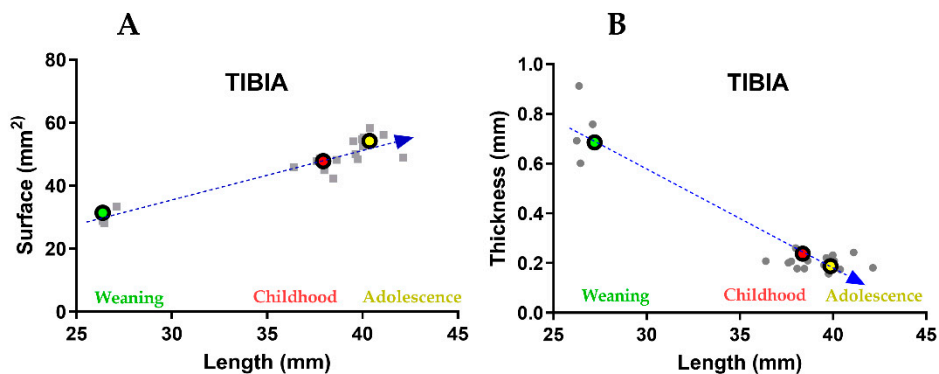 A
TIBIA
Surface (mm²)
80
60
40
20
0
Weaning
Childhood
Adolescence
25
30
35
40
45
Length (mm)
B
TIBIA
Thickness (mm)
1.0
0.8
0.6
0.4
0.2
0.0
Weaning
Childhood
Adolescence
25
30
35
40
45
Length (mm)